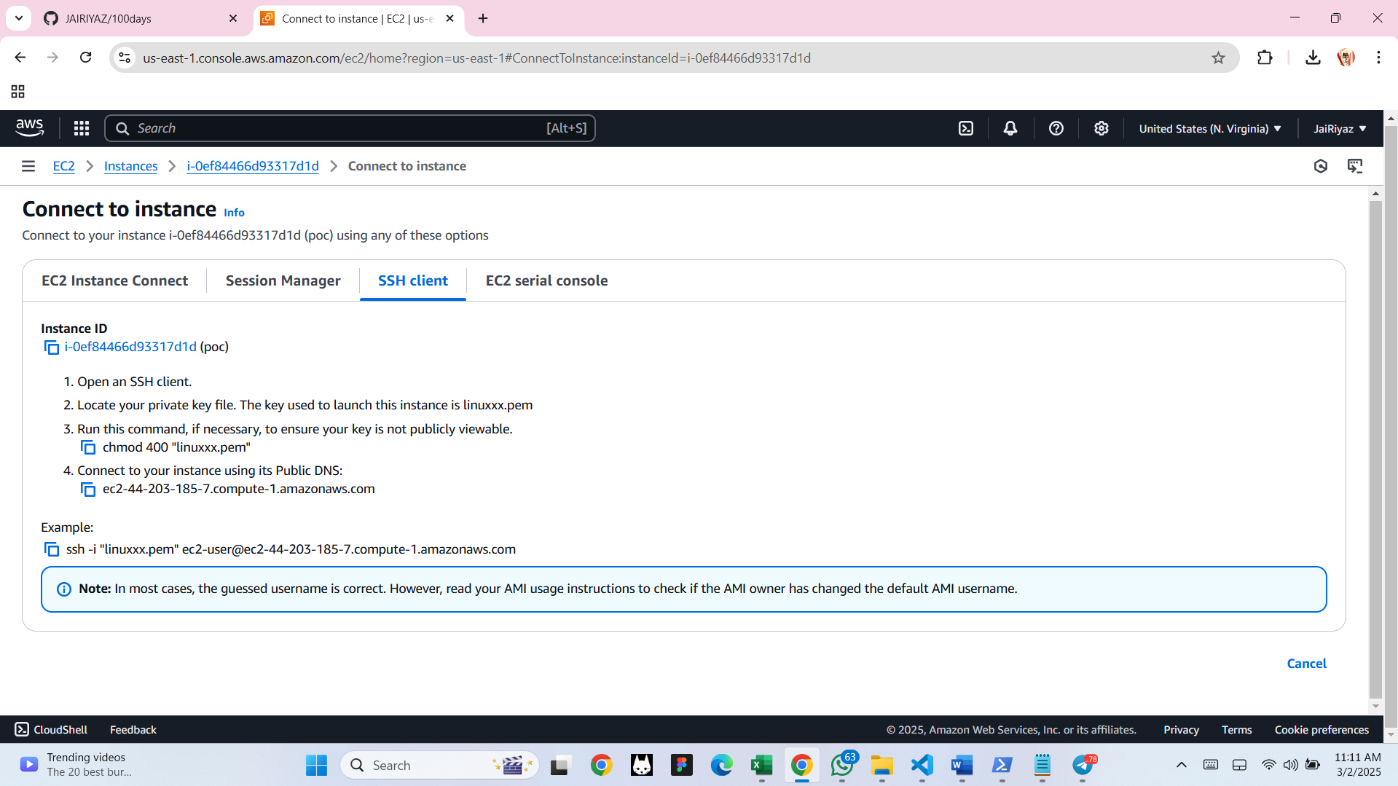 JAIRIYAZ/100days
Connect to instance | EC2 | us-e
us-east-1.console.aws.amazon.com/ec2/home?region=us-east-1#ConnectToInstance:instanceId=i-0ef84466d93317d1d
aws
Search [Alt+S]
United States (N. Virginia)
JaiRiyaz
EC2
Instances
i-0ef84466d93317d1d
Connect to instance
Connect to instance Info
Connect to your instance i-0ef84466d93317d1d (poc) using any of these options
EC2 Instance Connect
Session Manager
SSH client
EC2 serial console
Instance ID
i-0ef84466d93317d1d (poc)
1. Open an SSH client.
2. Locate your private key file. The key used to launch this instance is linuxxx.pem
3. Run this command, if necessary, to ensure your key is not publicly viewable.
chmod 400 "linuxxx.pem"
4. Connect to your instance using its Public DNS:
ec2-44-203-185-7.compute-1.amazonaws.com
Example:
ssh -i "linuxxx.pem" ec2-user@ec2-44-203-185-7.compute-1.amazonaws.com
Note: In most cases, the guessed username is correct. However, read your AMI usage instructions to check if the AMI owner has changed the default AMI username.
Cancel
CloudShell
Feedback
© 2025, Amazon Web Services, Inc. or its affiliates.
Privacy
Terms
Cookie preferences
Trending videos
The 20 best bur...
Search
63
78
11:11 AM
3/2/2025